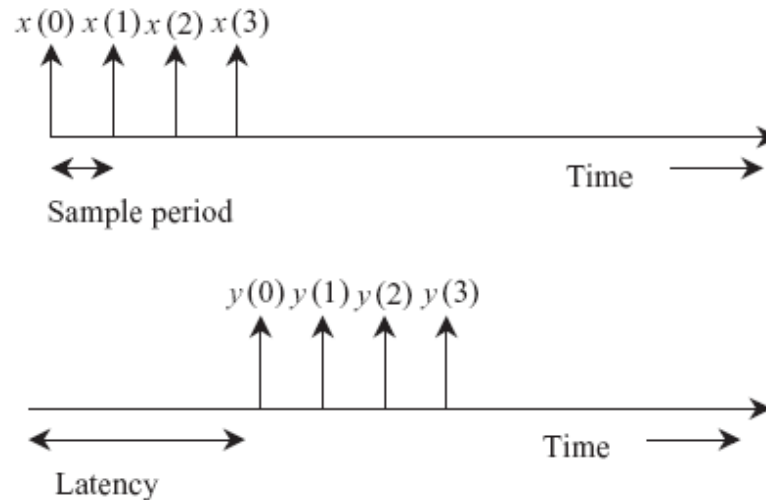 x(0) x(1) x(2) x(3)
Time
Sample period
y(0) y(1) y(2) y(3)
Time
Latency